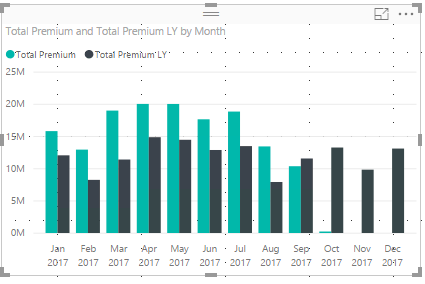 Total Premium and Total Premium LY by Month
Total Premium Total Premium LY
25M
20M
15M
10M
5M
0M
Jan Feb Mar Apr May Jun Jul Aug Sep Oct Nov Dec
2017 2017 2017 2017 2017 2017 2017 2017 2017 2017 2017 2017